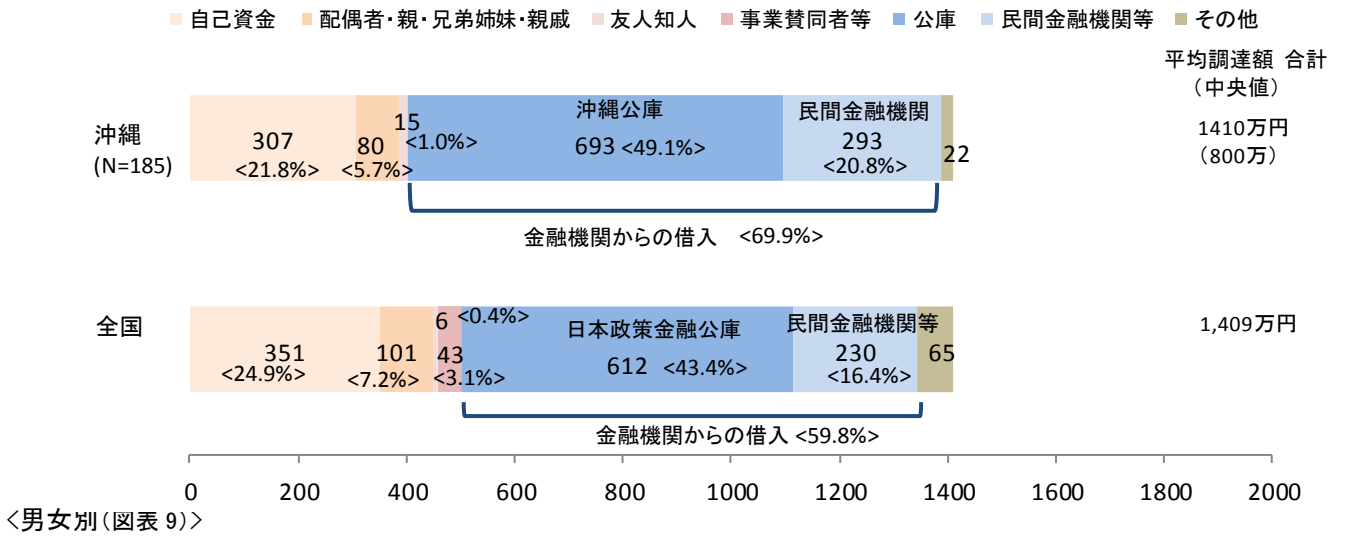 自己資金 配偶者・親・兄弟姉妹・親戚 友人知人 事業賛同者等 公庫 民間金融機関等 その他
平均調達額 合計
（中央値）
沖縄
(N=185)
307
<21.8%>
80
<5.7%>
15
<1.0%>
沖縄公庫
693 <49.1%>
民間金融機関
293
<20.8%>
22
1410万円
（800万）
金融機関からの借入 <69.9%>
全国
351
<24.9%>
101
<7.2%>
6 <0.4%>
43
<3.1%>
日本政策金融公庫
612 <43.4%>
民間金融機関等
230
<16.4%>
65
1,409万円
金融機関からの借入 <59.8%>
0 200 400 600 800 1000 1200 1400 1600 1800 2000
＜男女別（図表 9）＞